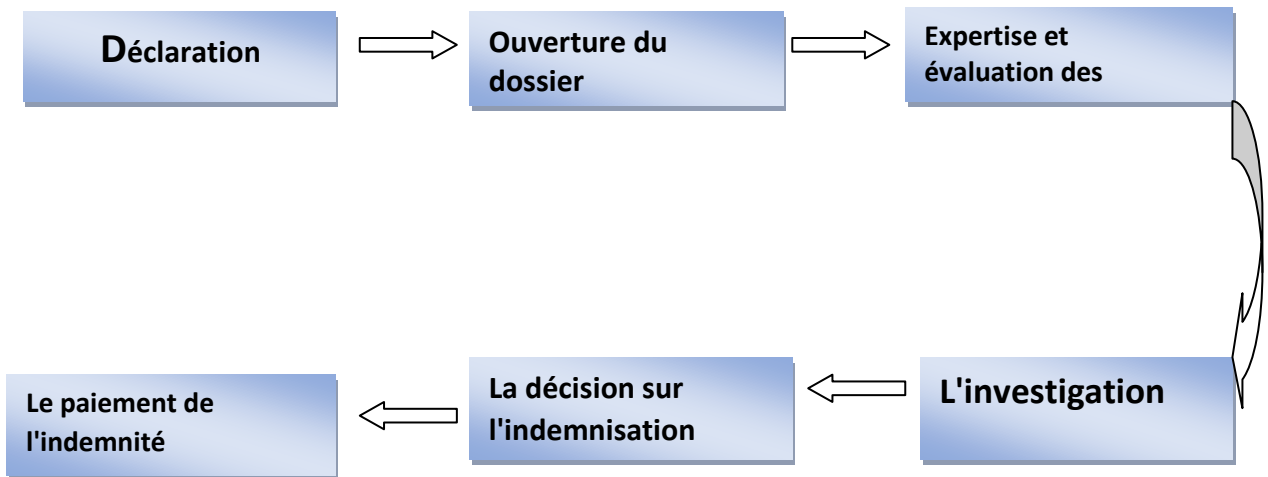 Déclaration
Ouverture du
dossier
Expertise et
évaluation des
L'investigation
La décision sur
l'indemnisation
Le paiement de
l'indemnité